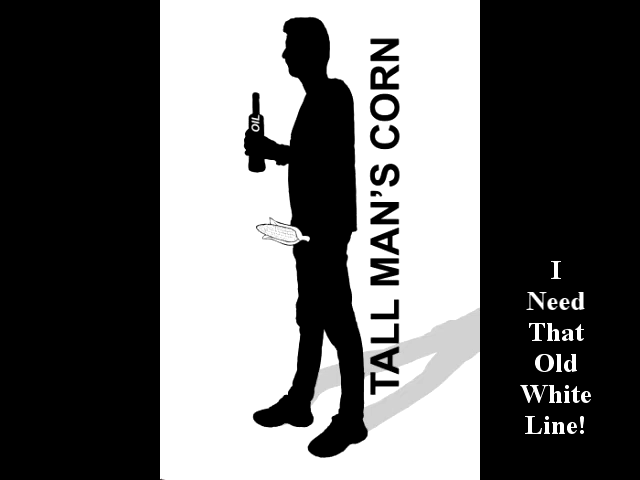 OIL
TALL MAN'S CORN
I
Need
That
Old
White
Line!